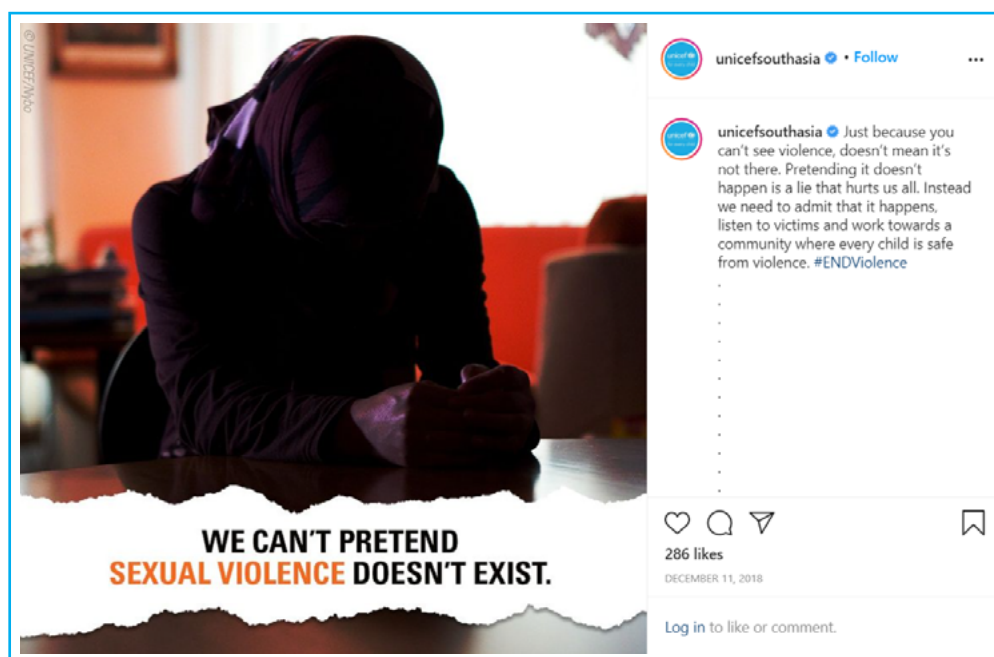 © UNICEF/Nybo
WE CAN'T PRETEND
SEXUAL VIOLENCE DOESN'T EXIST.
unicefsouthasia • Follow
unicefsouthasia Just because you
can't see violence, doesn't mean it's
not there. Pretending it doesn't
happen is a lie that hurts us all. Instead
we need to admit that it happens,
listen to victims and work towards a
community where every child is safe
from violence. #ENDViolence
.
.
.
.
.
.
.
.
.
.
.
.
286 likes
DECEMBER 11, 2018
Log in to like or comment.